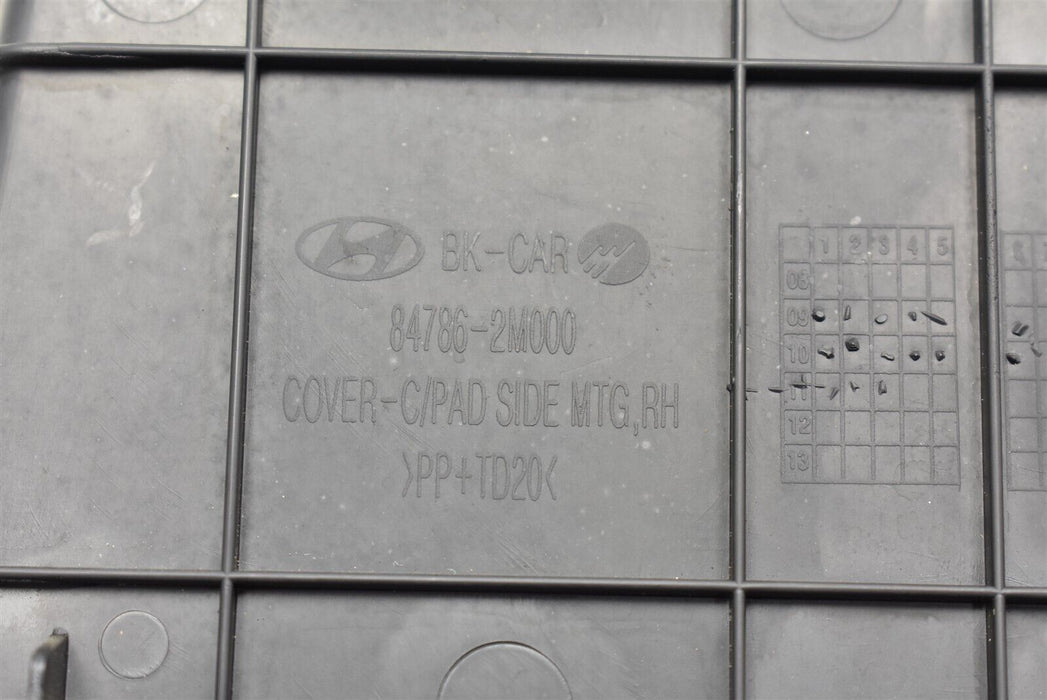 BK-CAR
84786-2M000
COVER-C/PAD SIDE MTG,RH
>PP+TD20<
1 2 3 4 5
08
09
10
11
12
13